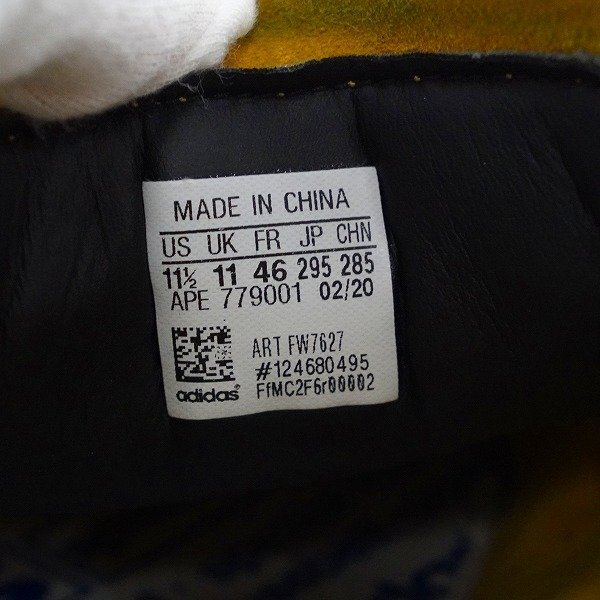 MADE IN CHINA
US UK FR JP CHN
11½ 11 46 295 285
APE 779001 02/20
ART FW7627
#124680495
FfMC2F6r00002
adidas